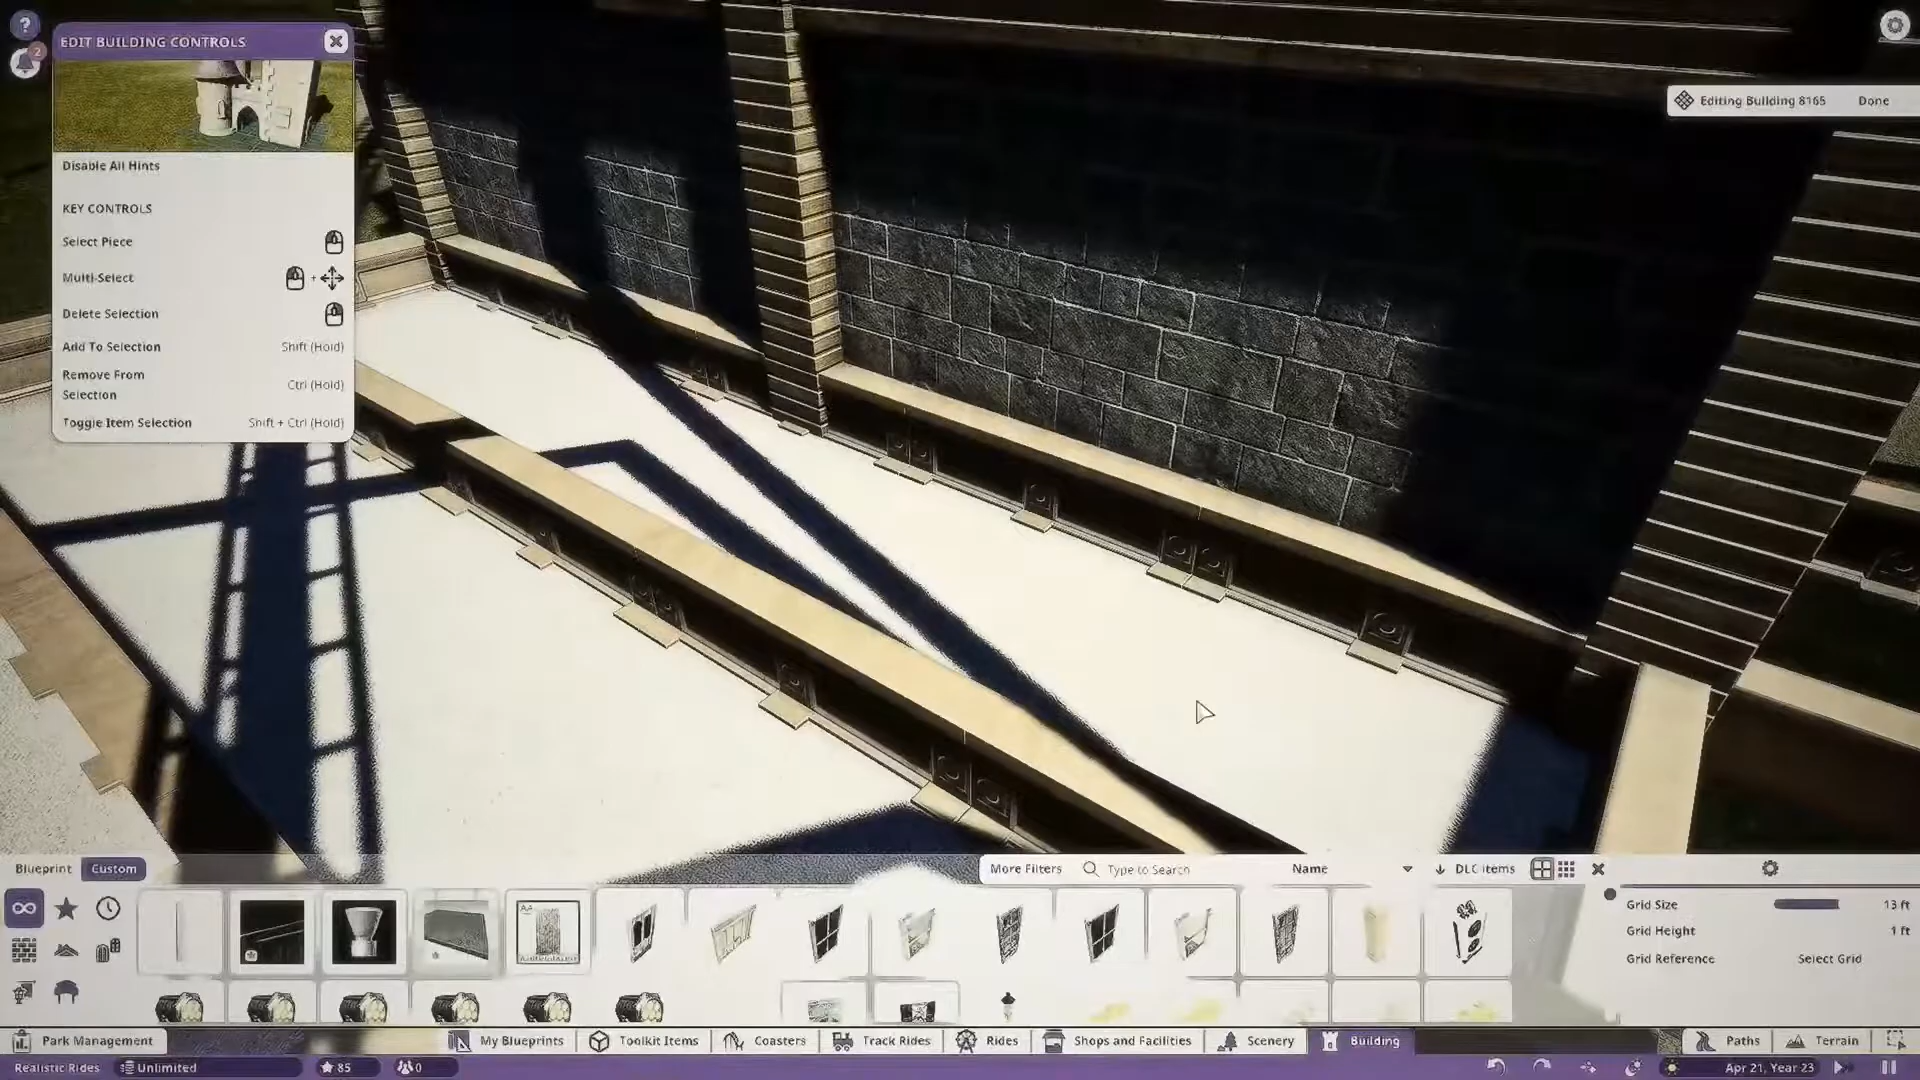 ?
2
EDIT BUILDING CONTROLS
Disable All Hints
KEY CONTROLS
Select Piece
Multi-Select
+
Delete Selection
Add To Selection
Shift (Hold)
Remove From
Selection
Ctrl (Hold)
Toggle Item Selection
Shift + Ctrl (Hold)
Editing Building 8165
Done
Blueprint
Custom
More Filters
Type to Search
Name
DLC Items
Grid Size
13 ft
Grid Height
1 ft
Grid Reference
Select Grid
Park Management
My Blueprints
Toolkit Items
Coasters
Track Rides
Rides
Shops and Facilities
Scenery
Building
Paths
Terrain
Realistic Rides
Unlimited
85
0
Apr 21, Year 23